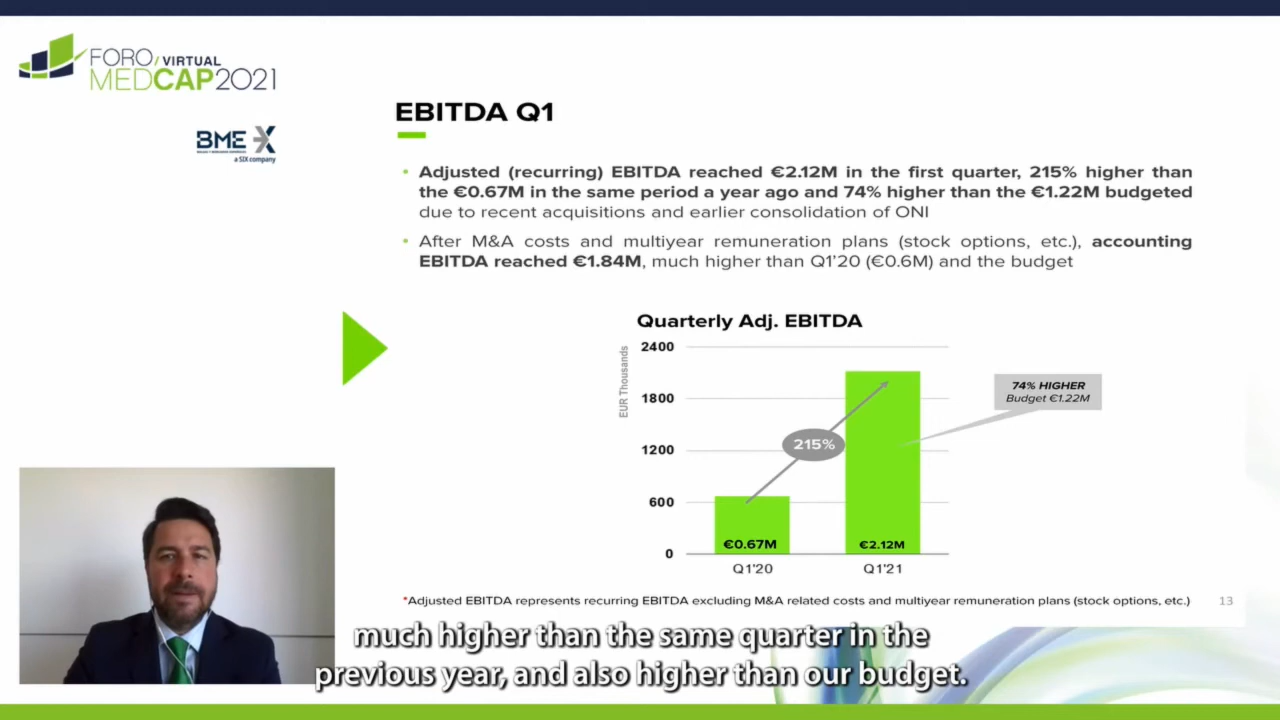 FORO/VIRTUAL
MEDCAP2021
BME X
BOLSAS Y MERCADOS ESPAÑOLES
a SIX company
EBITDA Q1
• Adjusted (recurring) EBITDA reached €2.12M in the first quarter, 215% higher than
the €0.67M in the same period a year ago and 74% higher than the €1.22M budgeted
due to recent acquisitions and earlier consolidation of ONI
• After M&A costs and multiyear remuneration plans (stock options, etc.), accounting
EBITDA reached €1.84M, much higher than Q1'20 (€0.6M) and the budget
Quarterly Adj. EBITDA
EUR Thousands
2400
1800
1200
600
0
215%
74% HIGHER
Budget €1.22M
€0.67M
€2.12M
Q1'20
Q1'21
*Adjusted EBITDA represents recurring EBITDA excluding M&A related costs and multiyear remuneration plans (stock options, etc.)
13
much higher than the same quarter in the
previous year, and also higher than our budget.